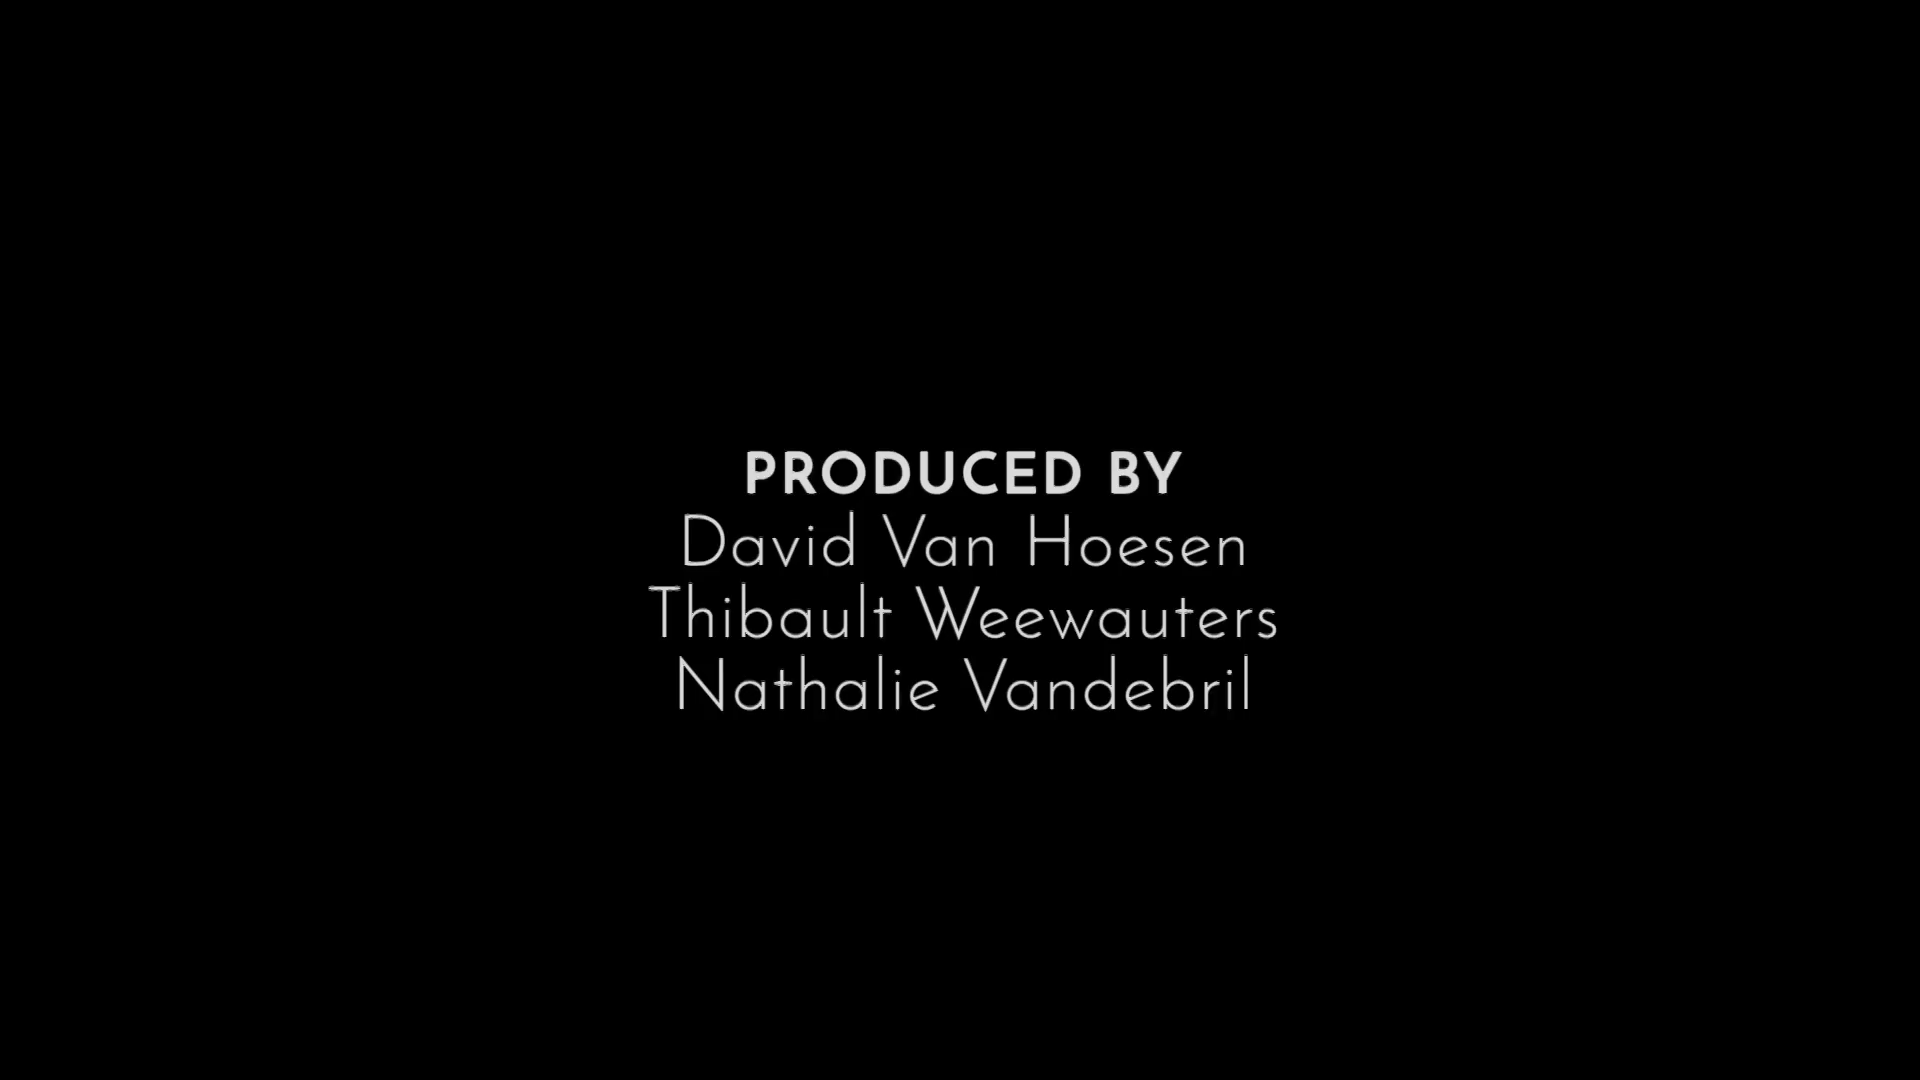 PRODUCED BY
David Van Hoesen
Thibault Weewauters
Nathalie Vandebril